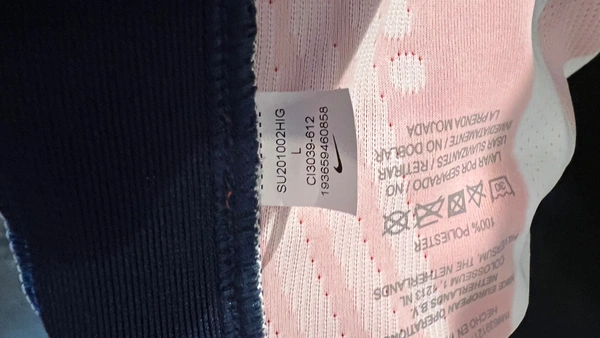 SU201002HIG
L
CI3039-612
193659460858
LAVAR POR SEPARADO / NO
USAR SUAVIZANTES / RETIRAR
INMEDIATAMENTE / NO DOBLAR
LA PRENDA MOJADA
30
100% POLIESTER
NIKE EUROPEAN OPERATIONS
NETHERLANDS B.V.
COLOSSEUM 1, 1213 NL
HILVERSUM, THE NETHERLANDS
HECHO EN